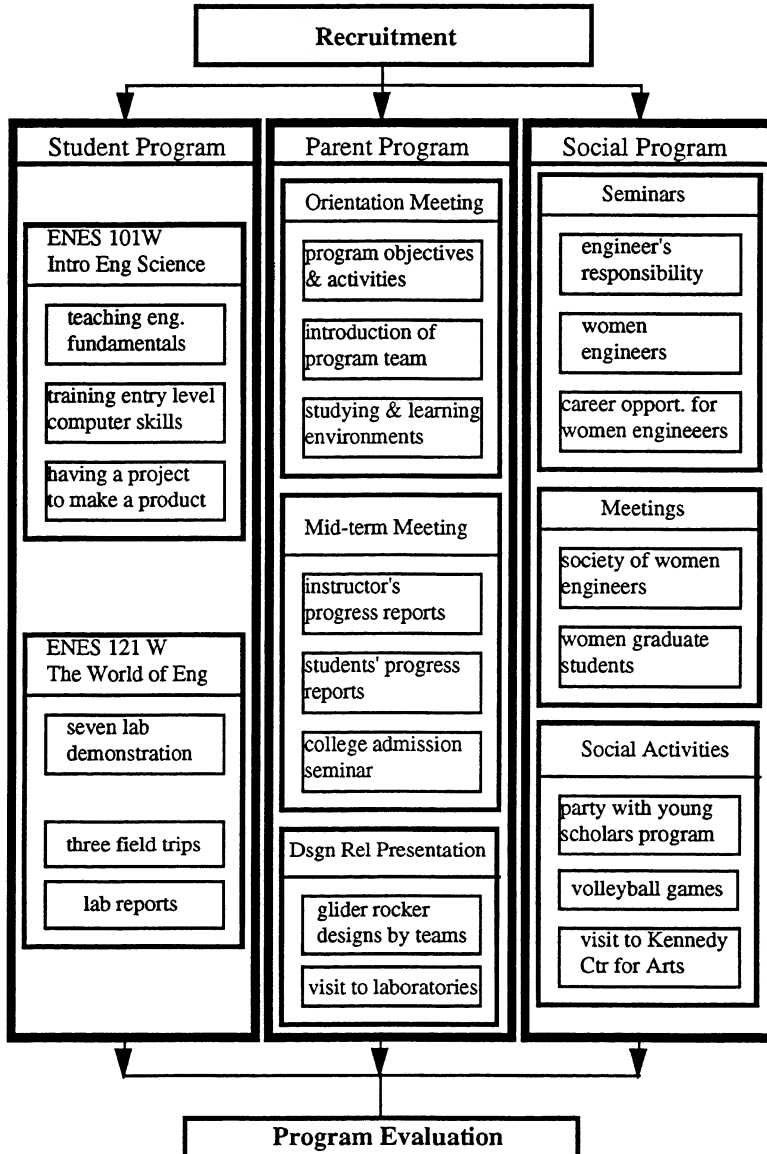 Recruitment
Student Program
ENES 101W
Intro Eng Science
teaching eng.
fundamentals
training entry level
computer skills
having a project
to make a product
ENES 121 W
The World of Eng
seven lab
demonstration
three field trips
lab reports
Parent Program
Orientation Meeting
program objectives
& activities
introduction of
program team
studying & learning
environments
Mid-term Meeting
instructor's
progress reports
students' progress
reports
college admission
seminar
Dsgn Rel Presentation
glider rocker
designs by teams
visit to laboratories
Social Program
Seminars
engineer's
responsibility
women
engineers
career opport. for
women engineeers
Meetings
society of women
engineers
women graduate
students
Social Activities
party with young
scholars program
volleyball games
visit to Kennedy
Ctr for Arts
Program Evaluation